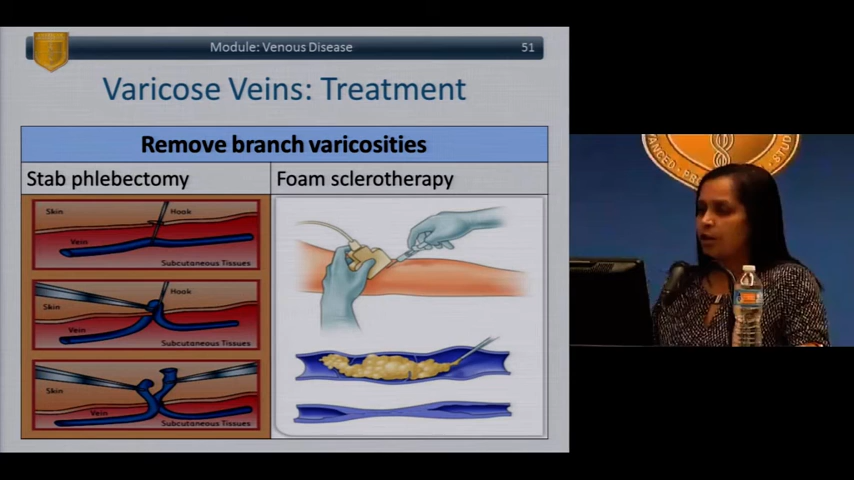 Module: Venous Disease
51
Varicose Veins: Treatment
Remove branch varicosities
Stab phlebectomy
Foam sclerotherapy
Skin
Hook
Vein
Subcutaneous Tissues
Hook
Skin
Vein
Subcutaneous Tissues
Skin
Vein
Subcutaneous Tissues